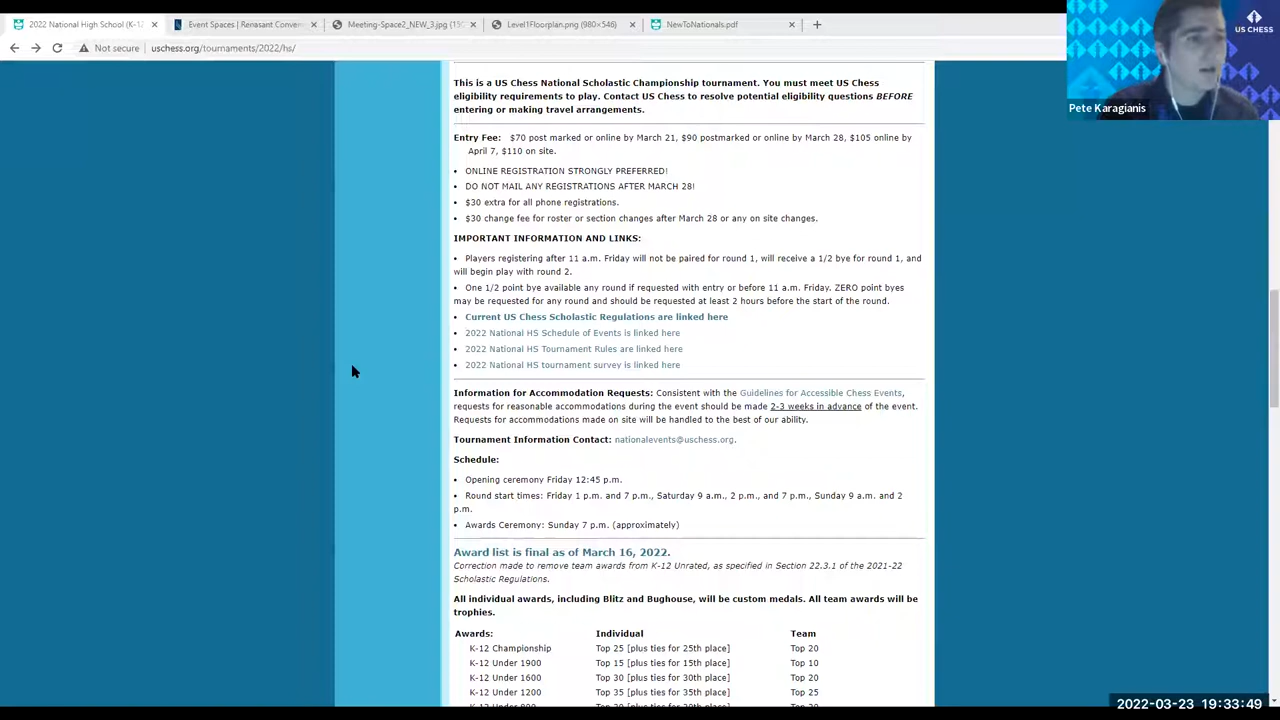 2022 National High School (K-1
Event Spaces | Renasant Conven
Meeting-Space2_NEW_3.jpg (150
Level1Floorplan.png (980×546)
NewToNationals.pdf
Not secure
uschess.org/tournaments/2022/hs/
US CHESS
Pete Karagianis
This is a US Chess National Scholastic Championship tournament. You must meet US Chess
eligibility requirements to play. Contact US Chess to resolve potential eligibility questions BEFORE
entering or making travel arrangements.
Entry Fee: $70 post marked or online by March 21, $90 postmarked or online by March 28, $105 online by
April 7, $110 on site.
• ONLINE REGISTRATION STRONGLY PREFERRED!
• DO NOT MAIL ANY REGISTRATIONS AFTER MARCH 28!
• $30 extra for all phone registrations.
• $30 change fee for roster or section changes after March 28 or any on site changes.
IMPORTANT INFORMATION AND LINKS:
• Players registering after 11 a.m. Friday will not be paired for round 1, will receive a 1/2 bye for round 1, and
will begin play with round 2.
• One 1/2 point bye available any round if requested with entry or before 11 a.m. Friday. ZERO point byes
may be requested for any round and should be requested at least 2 hours before the start of the round.
• Current US Chess Scholastic Regulations are linked here
• 2022 National HS Schedule of Events is linked here
• 2022 National HS Tournament Rules are linked here
• 2022 National HS tournament survey is linked here
Information for Accommodation Requests: Consistent with the Guidelines for Accessible Chess Events,
requests for reasonable accommodations during the event should be made 2-3 weeks in advance of the event.
Requests for accommodations made on site will be handled to the best of our ability.
Tournament Information Contact: nationalevents@uschess.org.
Schedule:
• Opening ceremony Friday 12:45 p.m.
• Round start times: Friday 1 p.m. and 7 p.m., Saturday 9 a.m., 2 p.m., and 7 p.m., Sunday 9 a.m. and 2
p.m.
• Awards Ceremony: Sunday 7 p.m. (approximately)
Award list is final as of March 16, 2022.
Correction made to remove team awards from K-12 Unrated, as specified in Section 22.3.1 of the 2021-22
Scholastic Regulations.
All individual awards, including Blitz and Bughouse, will be custom medals. All team awards will be
trophies.
Awards: Individual Team
K-12 Championship Top 25 [plus ties for 25th place] Top 20
K-12 Under 1900 Top 15 [plus ties for 15th place] Top 10
K-12 Under 1600 Top 30 [plus ties for 30th place] Top 20
K-12 Under 1200 Top 35 [plus ties for 35th place] Top 25
2022-03-23 19:33:49